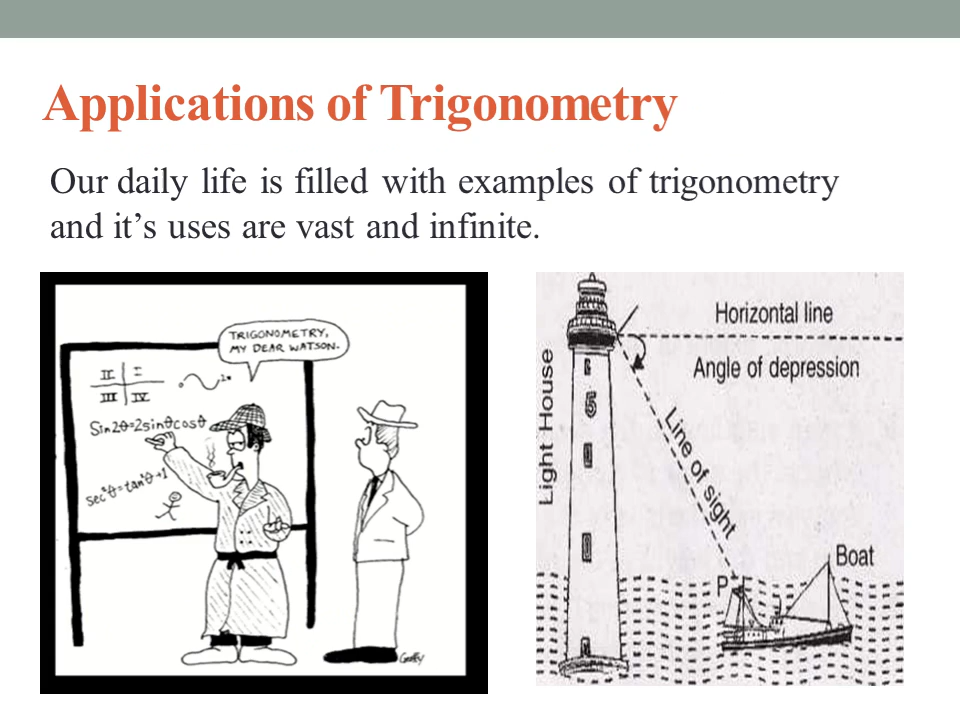 Applications of Trigonometry
Our daily life is filled with examples of trigonometry
and it’s uses are vast and infinite.
TRIGONOMETRY,
MY DEAR WATSON.
II I
III IV
Sin2θ=2sinθcosθ
sec²θ=tan²θ+1
Light House
5
Horizontal line
Angle of depression
Line of sight
P
Boat